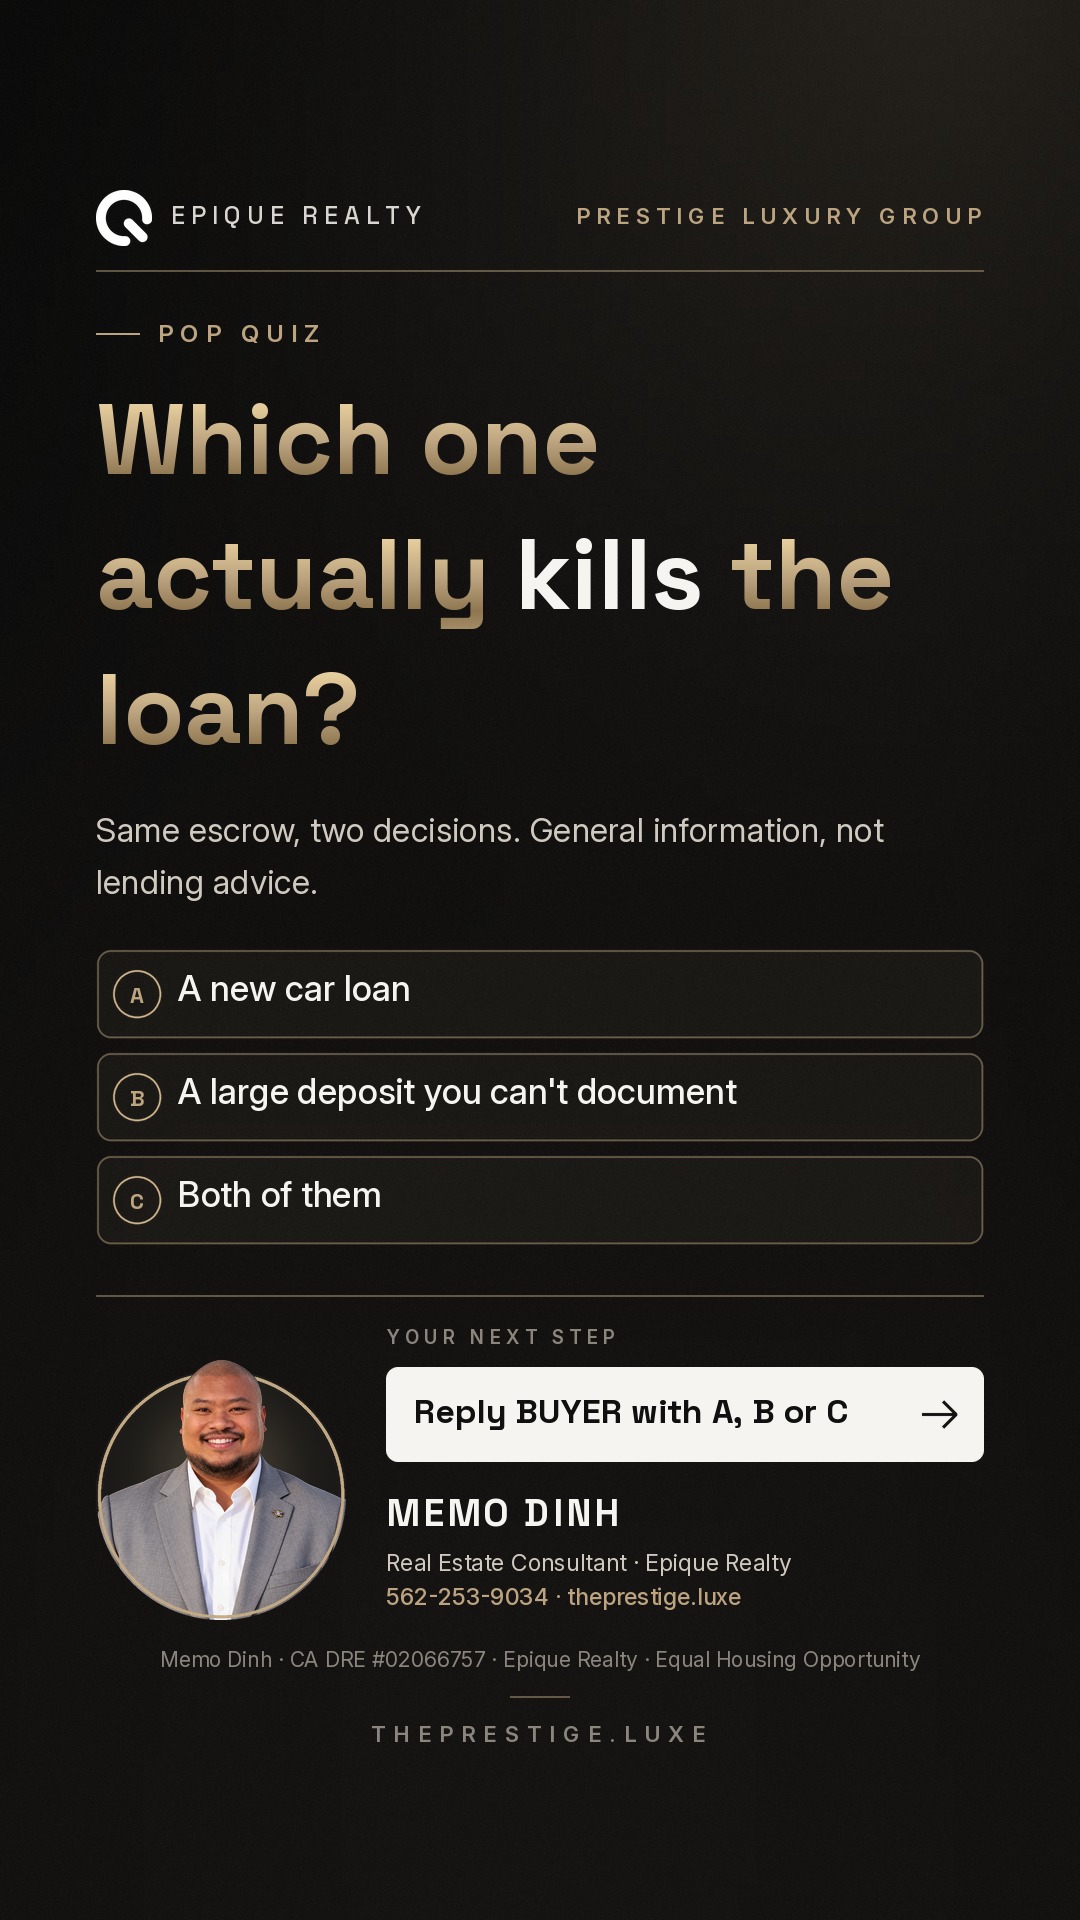 EPIQUE REALTY
PRESTIGE LUXURY GROUP
POP QUIZ
Which one
actually kills the
loan?
Same escrow, two decisions. General information, not
lending advice.
A A new car loan
B A large deposit you can't document
C Both of them
YOUR NEXT STEP
Reply BUYER with A, B or C
MEMO DINH
Real Estate Consultant · Epique Realty
562-253-9034 · theprestige.luxe
Memo Dinh · CA DRE #02066757 · Epique Realty · Equal Housing Opportunity
THEPRESTIGE.LUXE